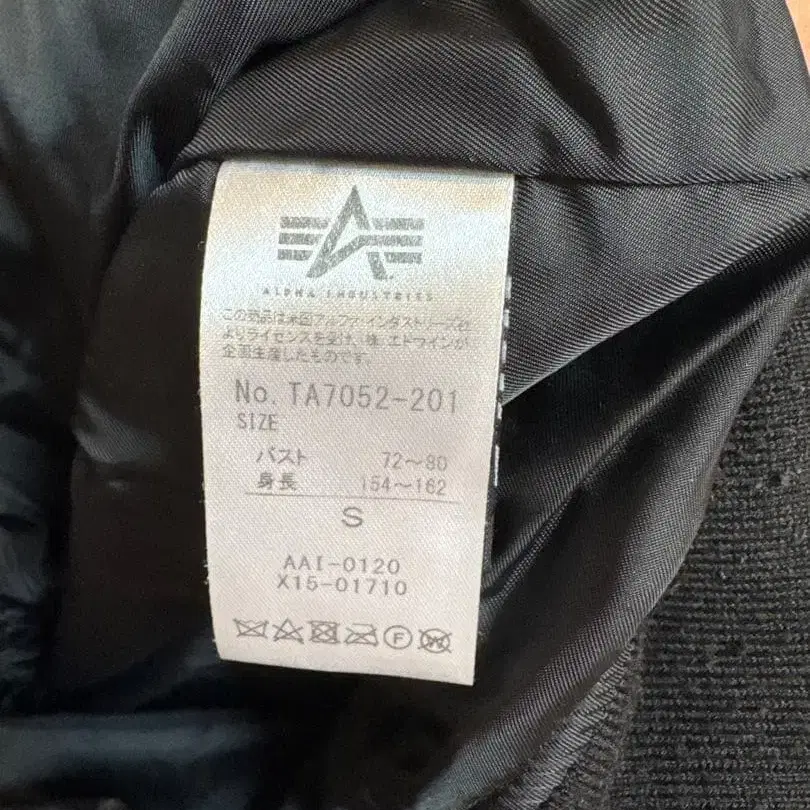 ALPHA INDUSTRIES
この商品は米国アルファ・インダストリーズ社
よりライセンスを受け、㈱エドウインが
企画生産したものです。
No. TA7052-201
SIZE
バスト 72〜80
身長 154〜162
S
AAI-0120
X15-01710
F
W